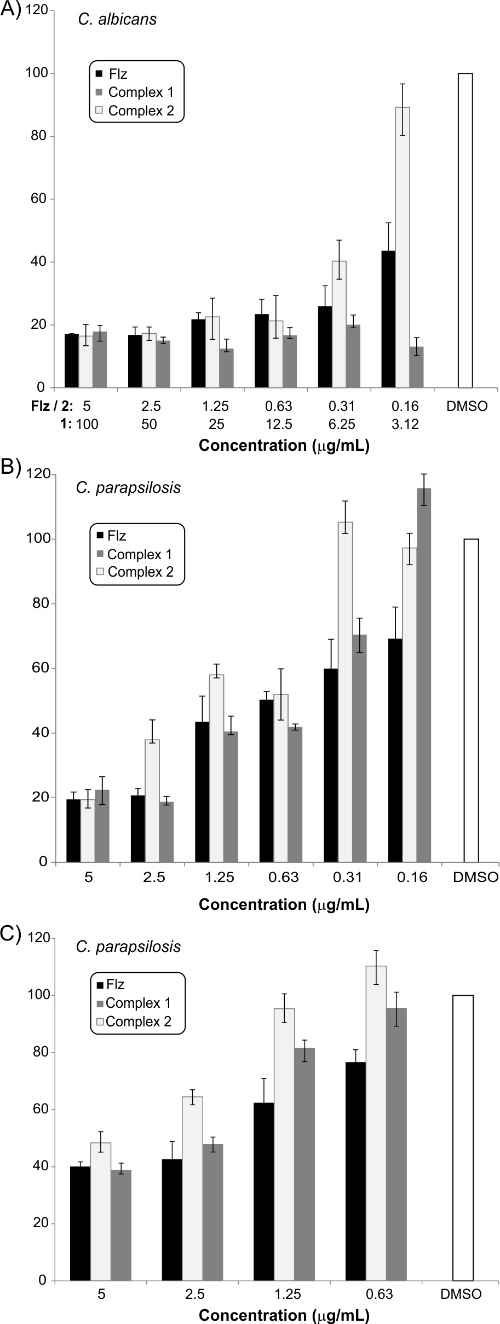 A)
C. albicans
120
100
80
60
40
20
0
Flz
Complex 1
Complex 2
Flz / 2: 5 2.5 1.25 0.63 0.31 0.16 DMSO
1: 100 50 25 12.5 6.25 3.12
Concentration (μg/mL)
B)
C. parapsilosis
120
100
80
60
40
20
0
Flz
Complex 1
Complex 2
5 2.5 1.25 0.63 0.31 0.16 DMSO
Concentration (μg/mL)
C)
C. parapsilosis
120
100
80
60
40
20
0
Flz
Complex 1
Complex 2
5 2.5 1.25 0.63 DMSO
Concentration (μg/mL)